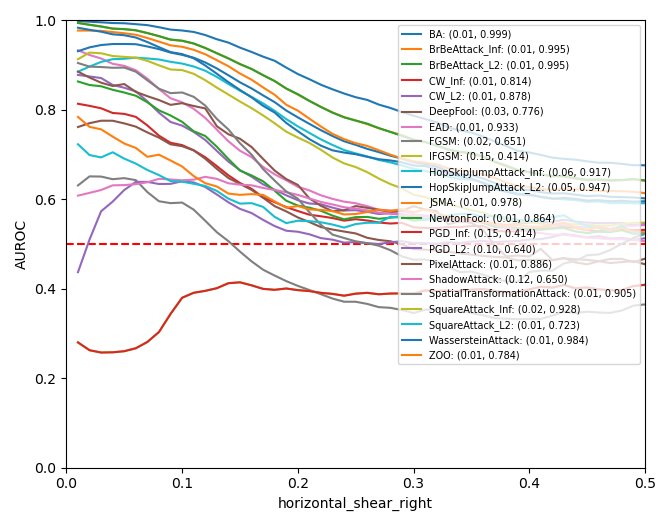 1.0
0.8
0.6
0.4
0.2
0.0
AUROC
0.0 0.1 0.2 0.3 0.4 0.5
horizontal_shear_right
BA: (0.01, 0.999)
BrBeAttack_Inf: (0.01, 0.995)
BrBeAttack_L2: (0.01, 0.995)
CW_Inf: (0.01, 0.814)
CW_L2: (0.01, 0.878)
DeepFool: (0.03, 0.776)
EAD: (0.01, 0.933)
FGSM: (0.02, 0.651)
IFGSM: (0.15, 0.414)
HopSkipJumpAttack_Inf: (0.06, 0.917)
HopSkipJumpAttack_L2: (0.05, 0.947)
JSMA: (0.01, 0.978)
NewtonFool: (0.01, 0.864)
PGD_Inf: (0.15, 0.414)
PGD_L2: (0.10, 0.640)
PixelAttack: (0.01, 0.886)
ShadowAttack: (0.12, 0.650)
SpatialTransformationAttack: (0.01, 0.905)
SquareAttack_Inf: (0.02, 0.928)
SquareAttack_L2: (0.01, 0.723)
WassersteinAttack: (0.01, 0.984)
ZOO: (0.01, 0.784)